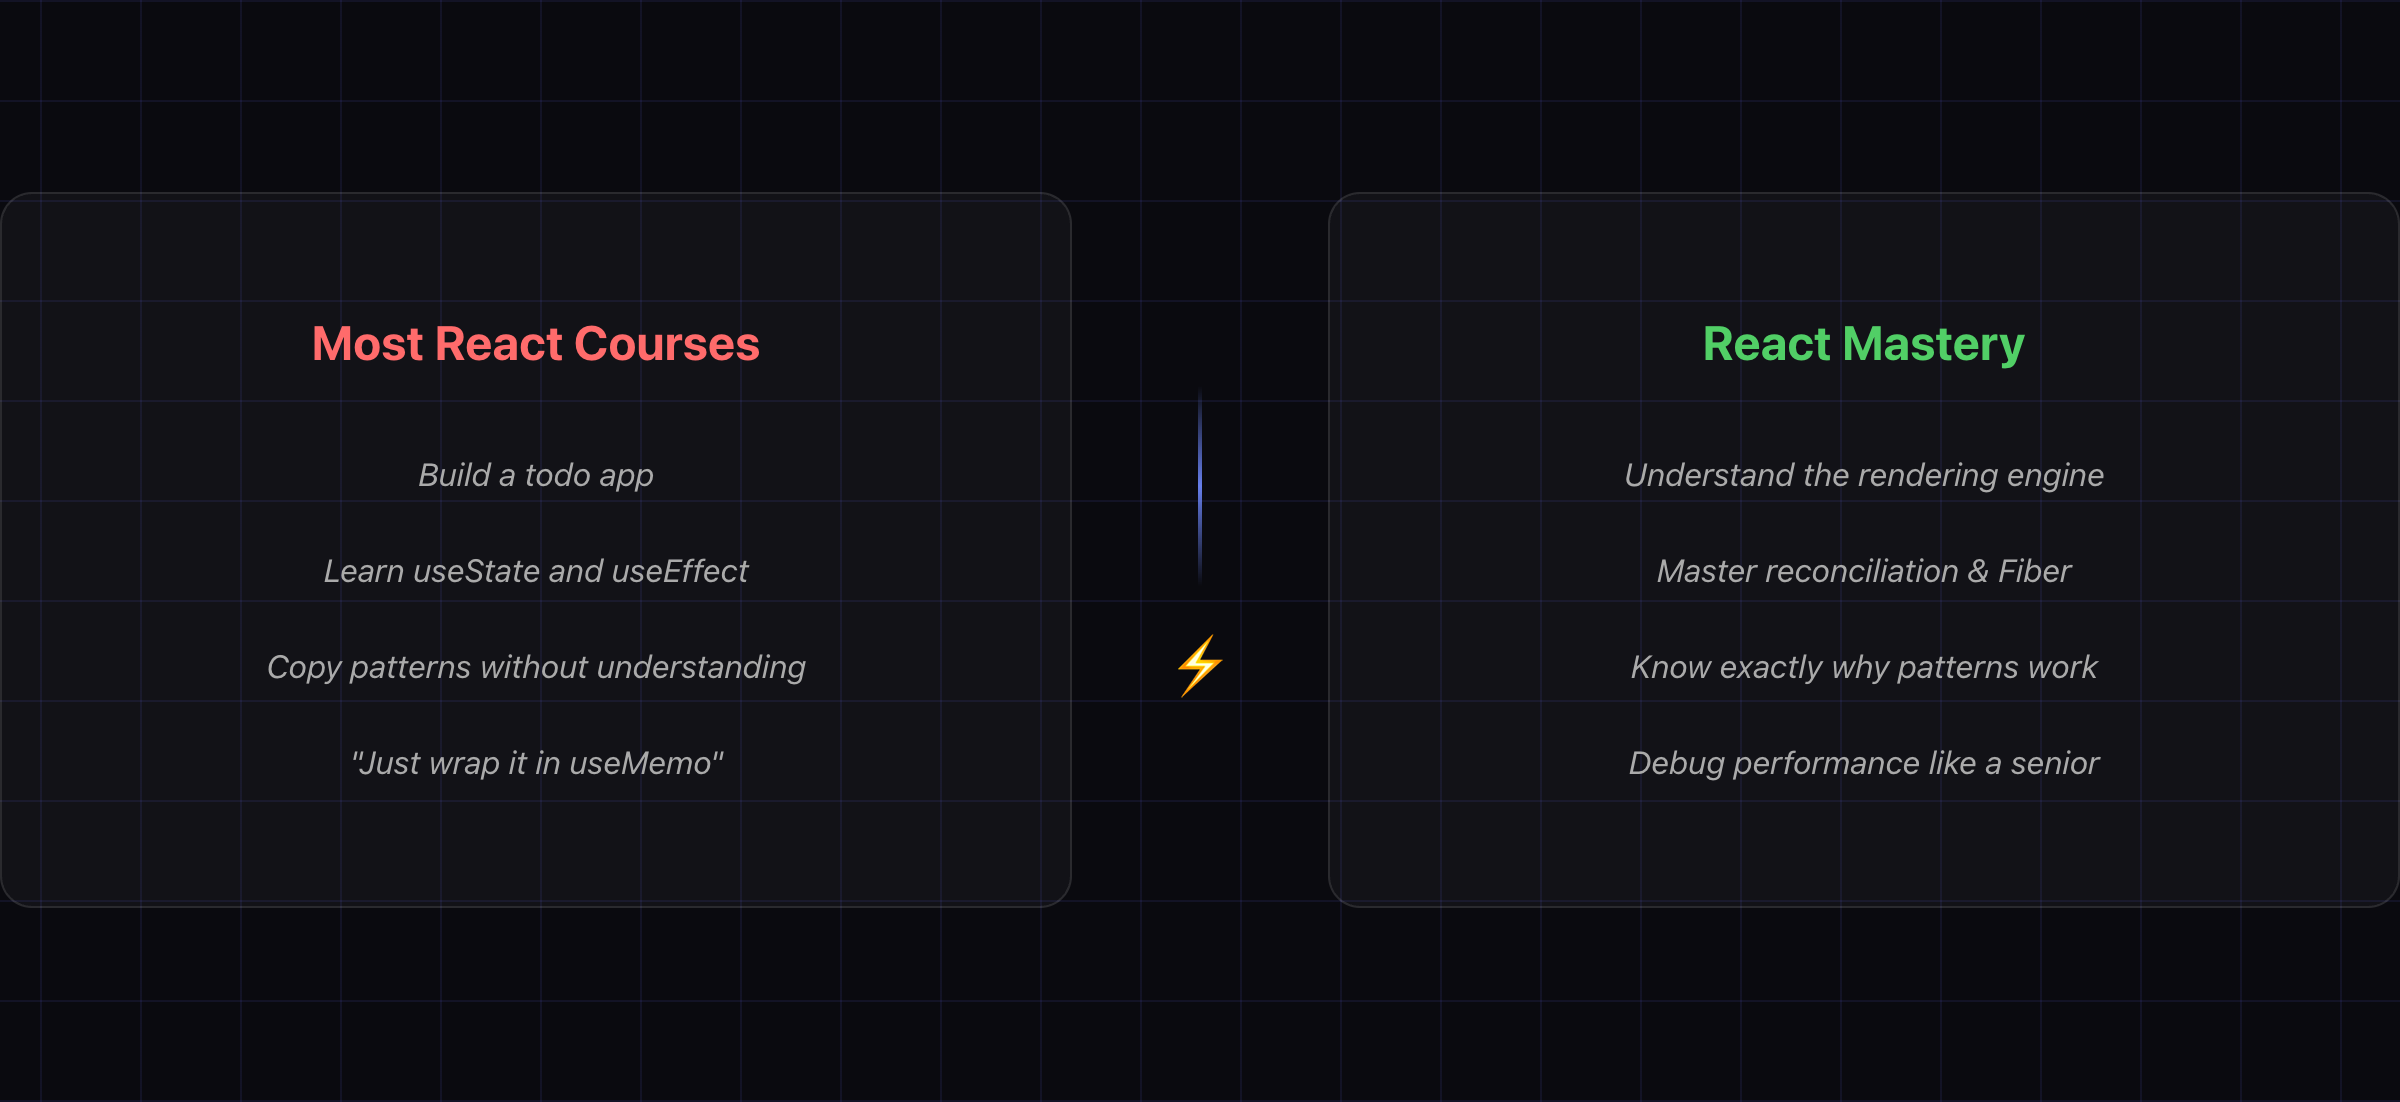 Most React Courses
Build a todo app
Learn useState and useEffect
Copy patterns without understanding
"Just wrap it in useMemo"
React Mastery
Understand the rendering engine
Master reconciliation & Fiber
Know exactly why patterns work
Debug performance like a senior